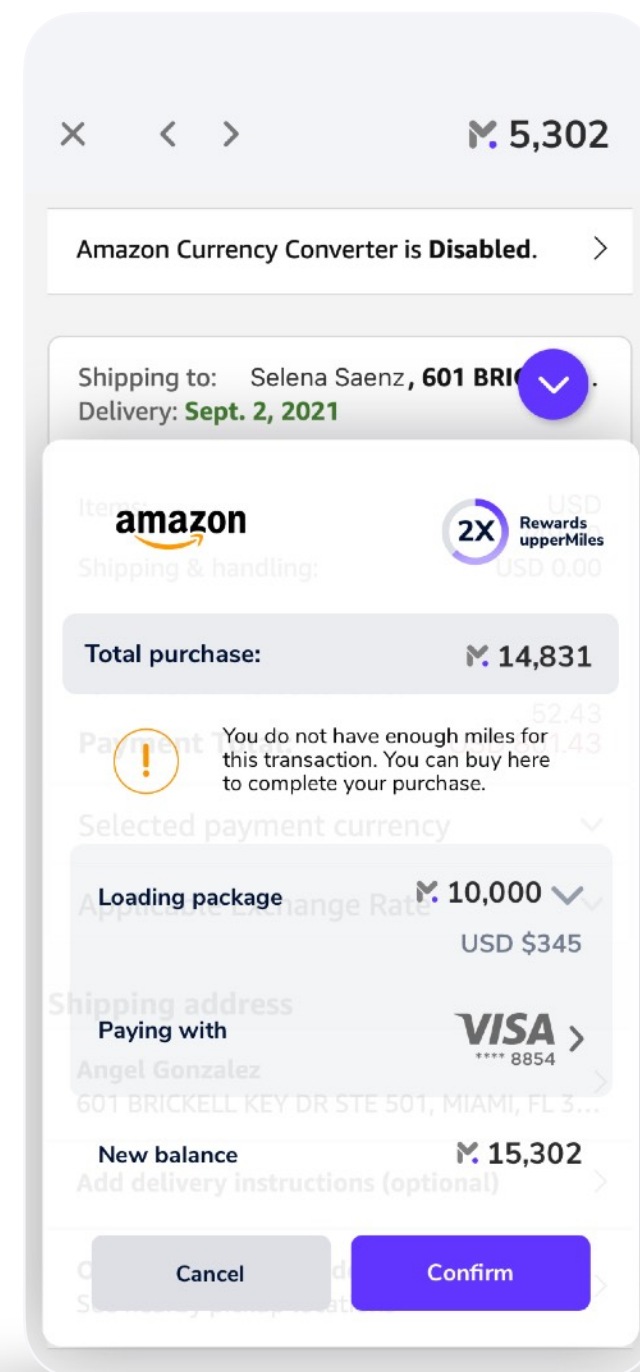 5,302
Amazon Currency Converter is Disabled.
Shipping to: Selena Saenz, 601 BRI
Delivery: Sept. 2, 2021
Items: USD
amazon
2X Rewards
upperMiles
Shipping & handling: USD 0.00
Total purchase: 14,831
52.43
Payment Total:
You do not have enough miles for
this transaction. You can buy here
to complete your purchase.
Selected payment currency
Loading package 10,000
Applicable Exchange Rate
USD $345
Shipping address
Paying with VISA
**** 8854
Angel Gonzalez
601 BRICKELL KEY DR STE 501, MIAMI, FL 3...
New balance 15,302
Add delivery instructions (optional)
Cancel Confirm